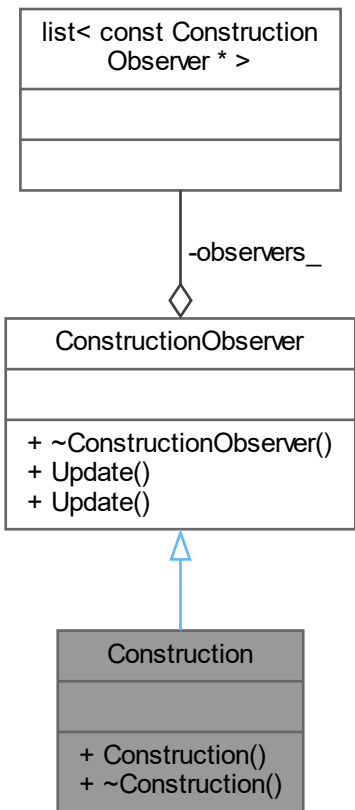 list< const Construction
Observer * >
-observers_
ConstructionObserver
+ ~ConstructionObserver()
+ Update()
+ Update()
Construction
+ Construction()
+ ~Construction()